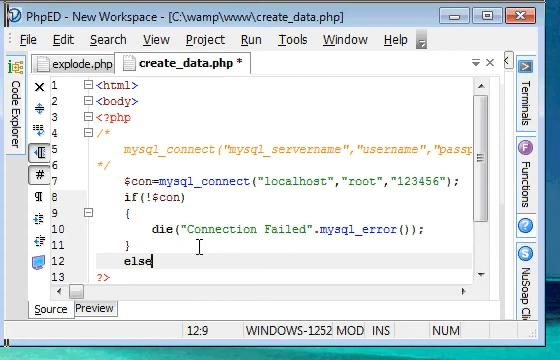 PhpED - New Workspace - [C:\wamp\www\create_data.php]
File Edit Search View Project Run Tools Window Help
Code Explorer
explode.php create_data.php *
1 <html>
2 <body>
3 <?php
4 /*
5 mysql_connect("mysql_servername","username","passp
6 */
7 $con=mysql_connect("localhost","root","123456");
8 if(!$con)
9 {
10 die("Connection Failed".mysql_error());
11 }
12 else
13 ?>
Terminals
Functions
NuSoap Cli
Source Preview
12:9 WINDOWS-1252 MOD INS NUM